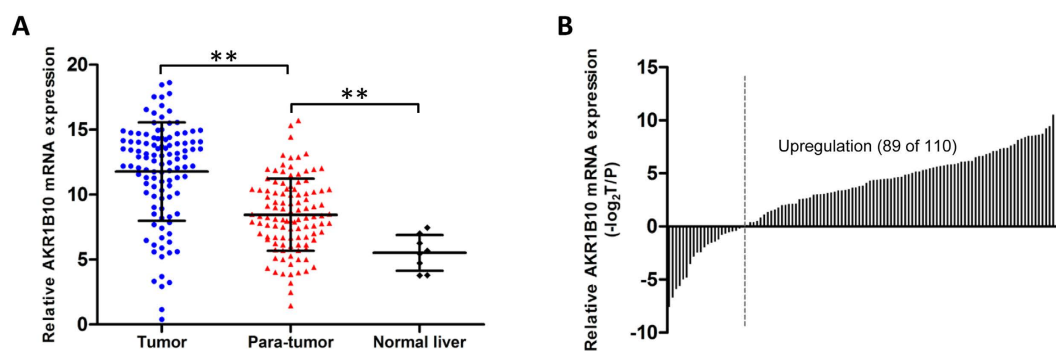 A
Relative AKR1B10 mRNA expression
20
15
10
5
0
**
**
Tumor
Para-tumor
Normal liver
B
Relative AKR1B10 mRNA expression
(-log₂T/P)
15
10
5
0
-5
-10
Upregulation (89 of 110)